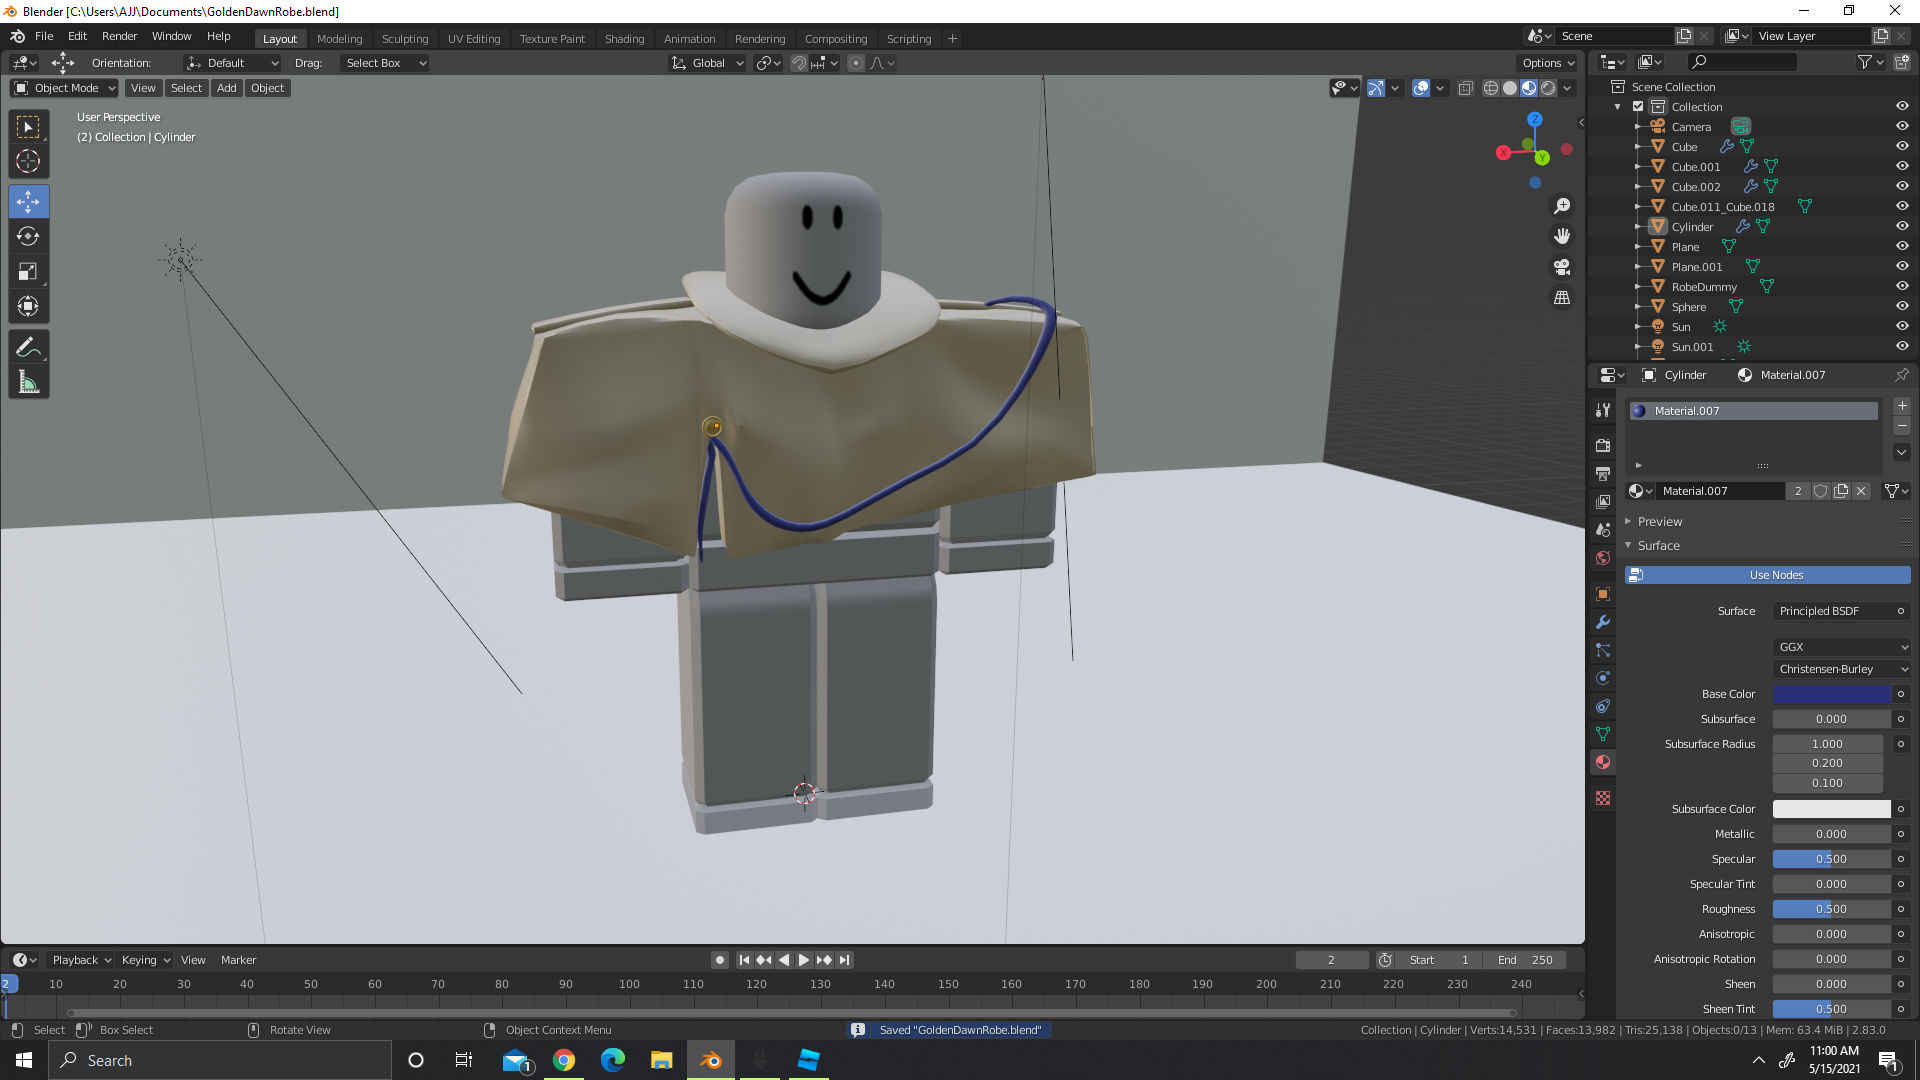 Blender [C:\Users\AJJ\Documents\GoldenDawnRobe.blend]
File Edit Render Window Help Layout Modeling Sculpting UV Editing Texture Paint Shading Animation Rendering Compositing Scripting + Scene View Layer
Orientation: Default Drag: Select Box Global Options
Object Mode View Select Add Object
User Perspective
(2) Collection | Cylinder
Z
X
Y
Scene Collection
Collection
Camera
Cube
Cube.001
Cube.002
Cube.011_Cube.018
Cylinder
Plane
Plane.001
RobeDummy
Sphere
Sun
Sun.001
Cylinder Material.007
Material.007
Material.007 2
Preview
Surface
Use Nodes
Surface Principled BSDF
GGX
Christensen-Burley
Base Color
Subsurface 0.000
Subsurface Radius 1.000
0.200
0.100
Subsurface Color
Metallic 0.000
Specular 0.500
Specular Tint 0.000
Roughness 0.500
Anisotropic 0.000
Anisotropic Rotation 0.000
Sheen 0.000
Sheen Tint 0.500
Playback Keying View Marker 2 Start 1 End 250
2 10 20 30 40 50 60 70 80 90 100 110 120 130 140 150 160 170 180 190 200 210 220 230 240
Select Box Select Rotate View Object Context Menu Saved "GoldenDawnRobe.blend" Collection | Cylinder | Verts:14,531 | Faces:13,982 | Tris:25,138 | Objects:0/13 | Mem: 63.4 MiB | 2.83.0
Search 1 11:00 AM
5/15/2021 1